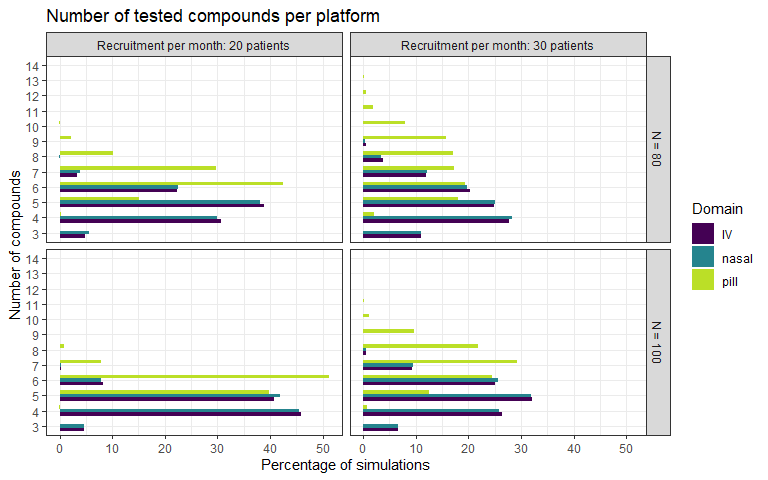 Number of tested compounds per platform
Recruitment per month: 20 patients
Recruitment per month: 30 patients
14
13
12
11
10
9
8
7
6
5
4
3
N = 80
14
13
12
11
10
9
8
7
6
5
4
3
N = 100
Number of compounds
0 10 20 30 40 50
0 10 20 30 40 50
Percentage of simulations
Domain
IV
nasal
pill